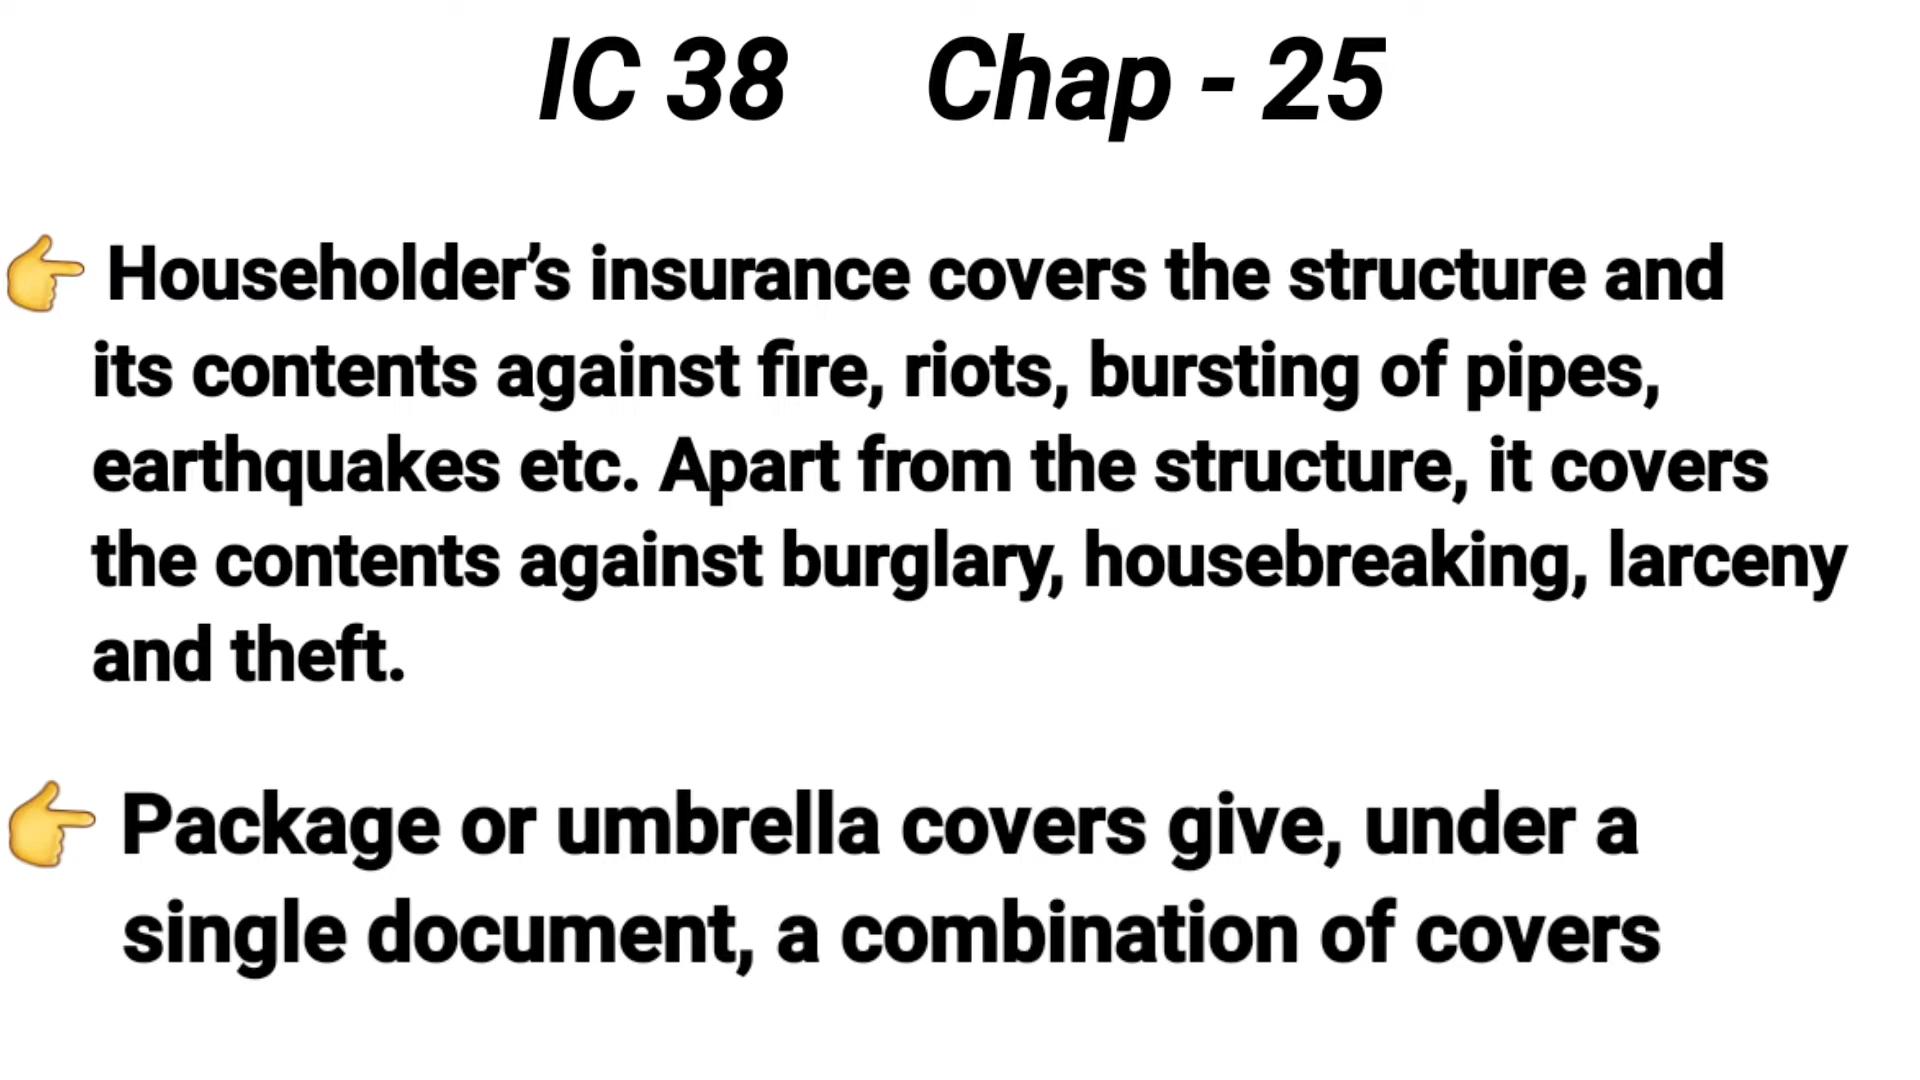 IC 38 Chap - 25
👉 Householder’s insurance covers the structure and
its contents against fire, riots, bursting of pipes,
earthquakes etc. Apart from the structure, it covers
the contents against burglary, housebreaking, larceny
and theft.
👉 Package or umbrella covers give, under a
single document, a combination of covers